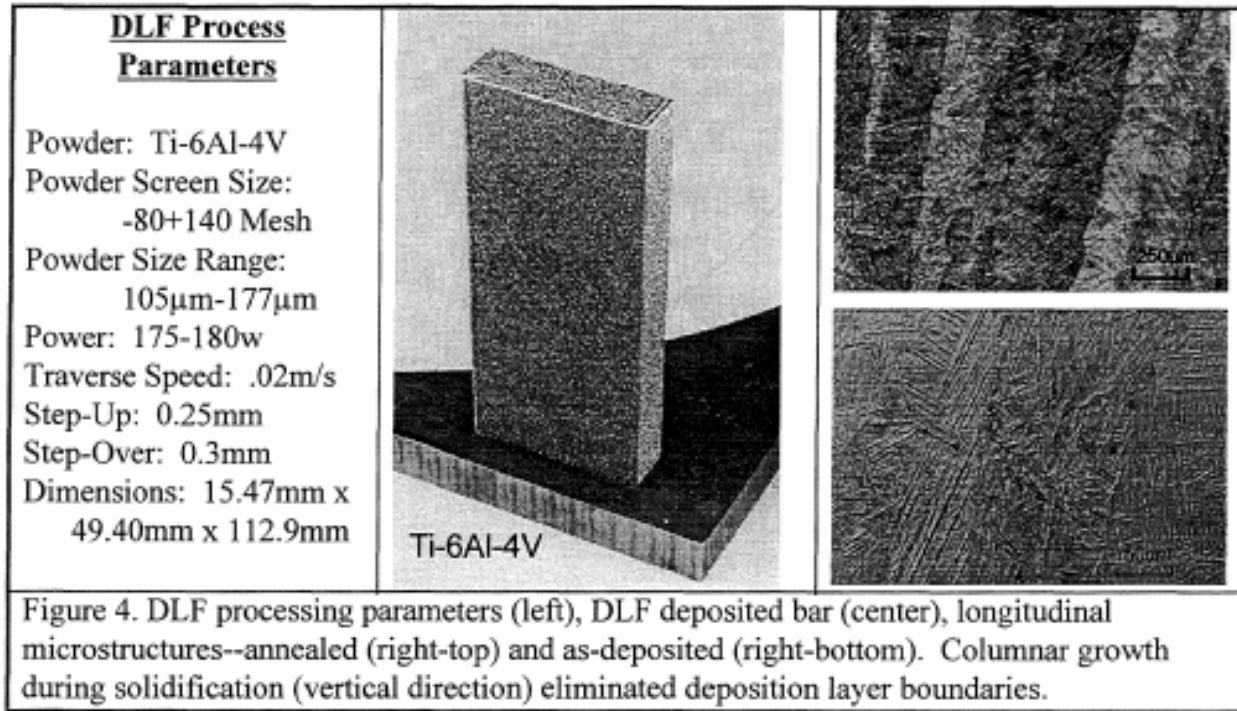 DLF Process
Parameters
Powder: Ti-6Al-4V
Powder Screen Size:
-80+140 Mesh
Powder Size Range:
105µm-177µm
Power: 175-180w
Traverse Speed: .02m/s
Step-Up: 0.25mm
Step-Over: 0.3mm
Dimensions: 15.47mm x
49.40mm x 112.9mm
Ti-6Al-4V
250µm
Figure 4. DLF processing parameters (left), DLF deposited bar (center), longitudinal
microstructures--annealed (right-top) and as-deposited (right-bottom). Columnar growth
during solidification (vertical direction) eliminated deposition layer boundaries.